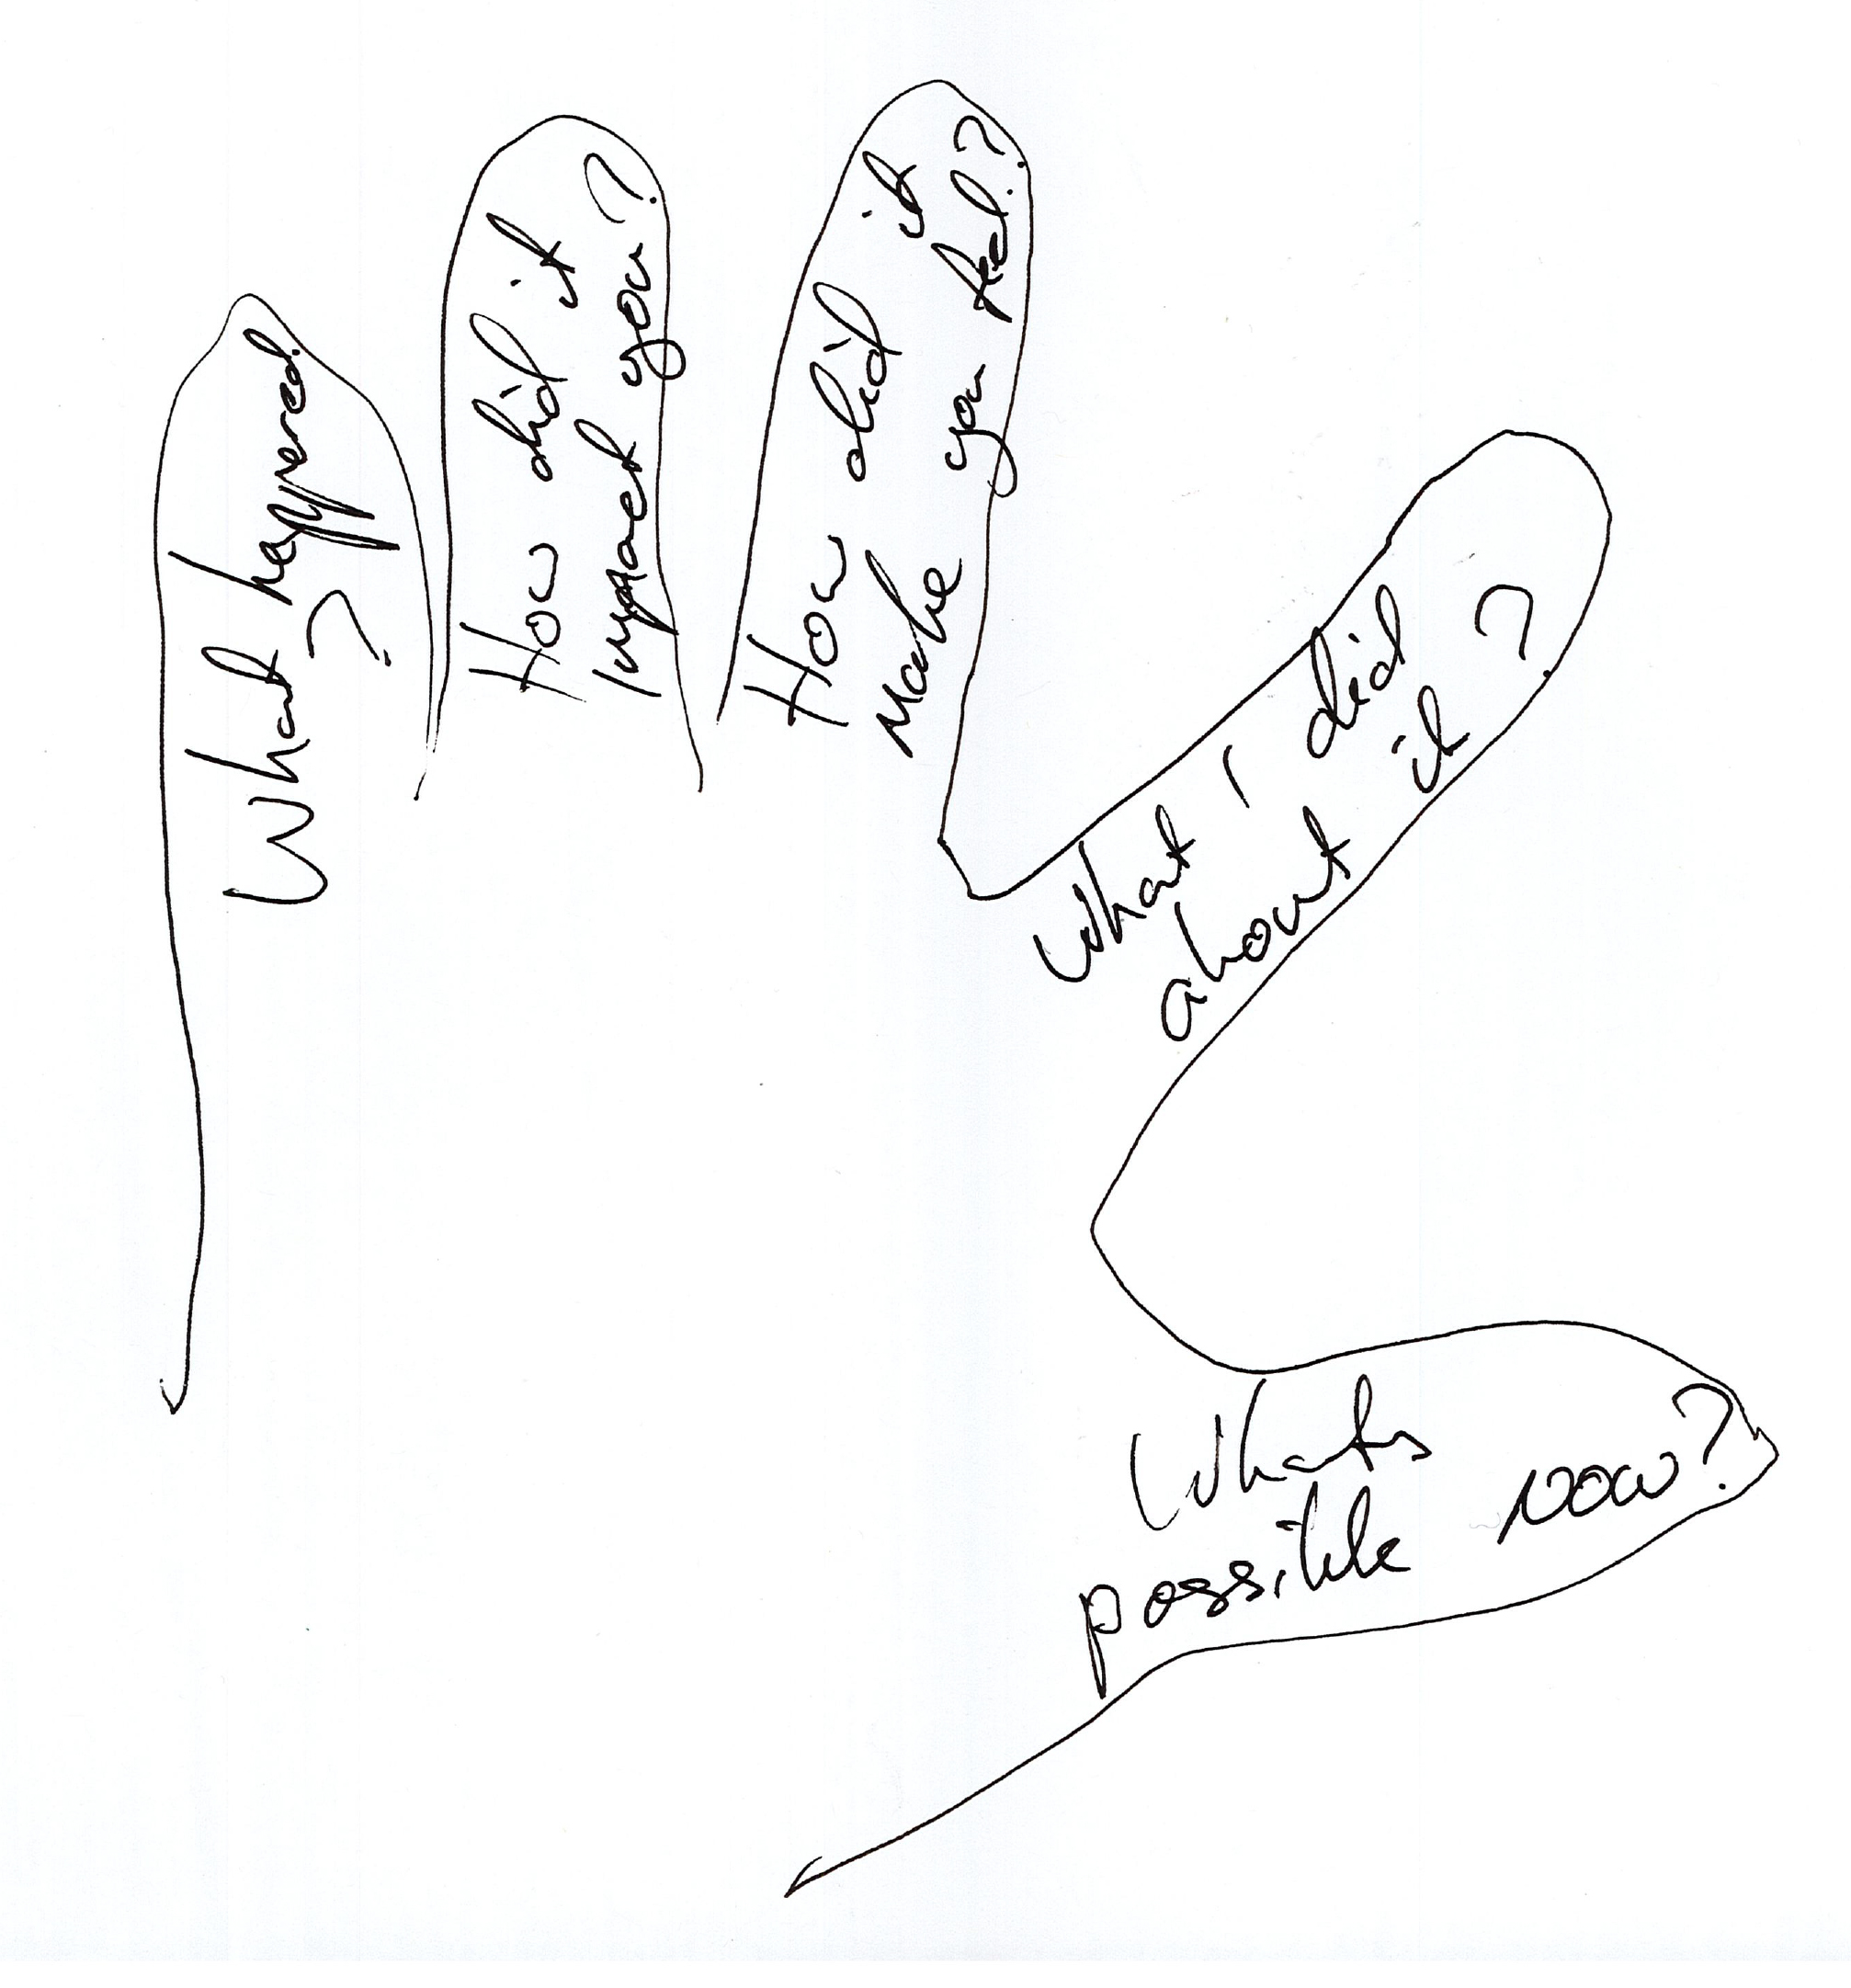 What happened
?
How did it
impact you?
How did it
Make you feel?
What I did
about it ?
Whats
possible now?